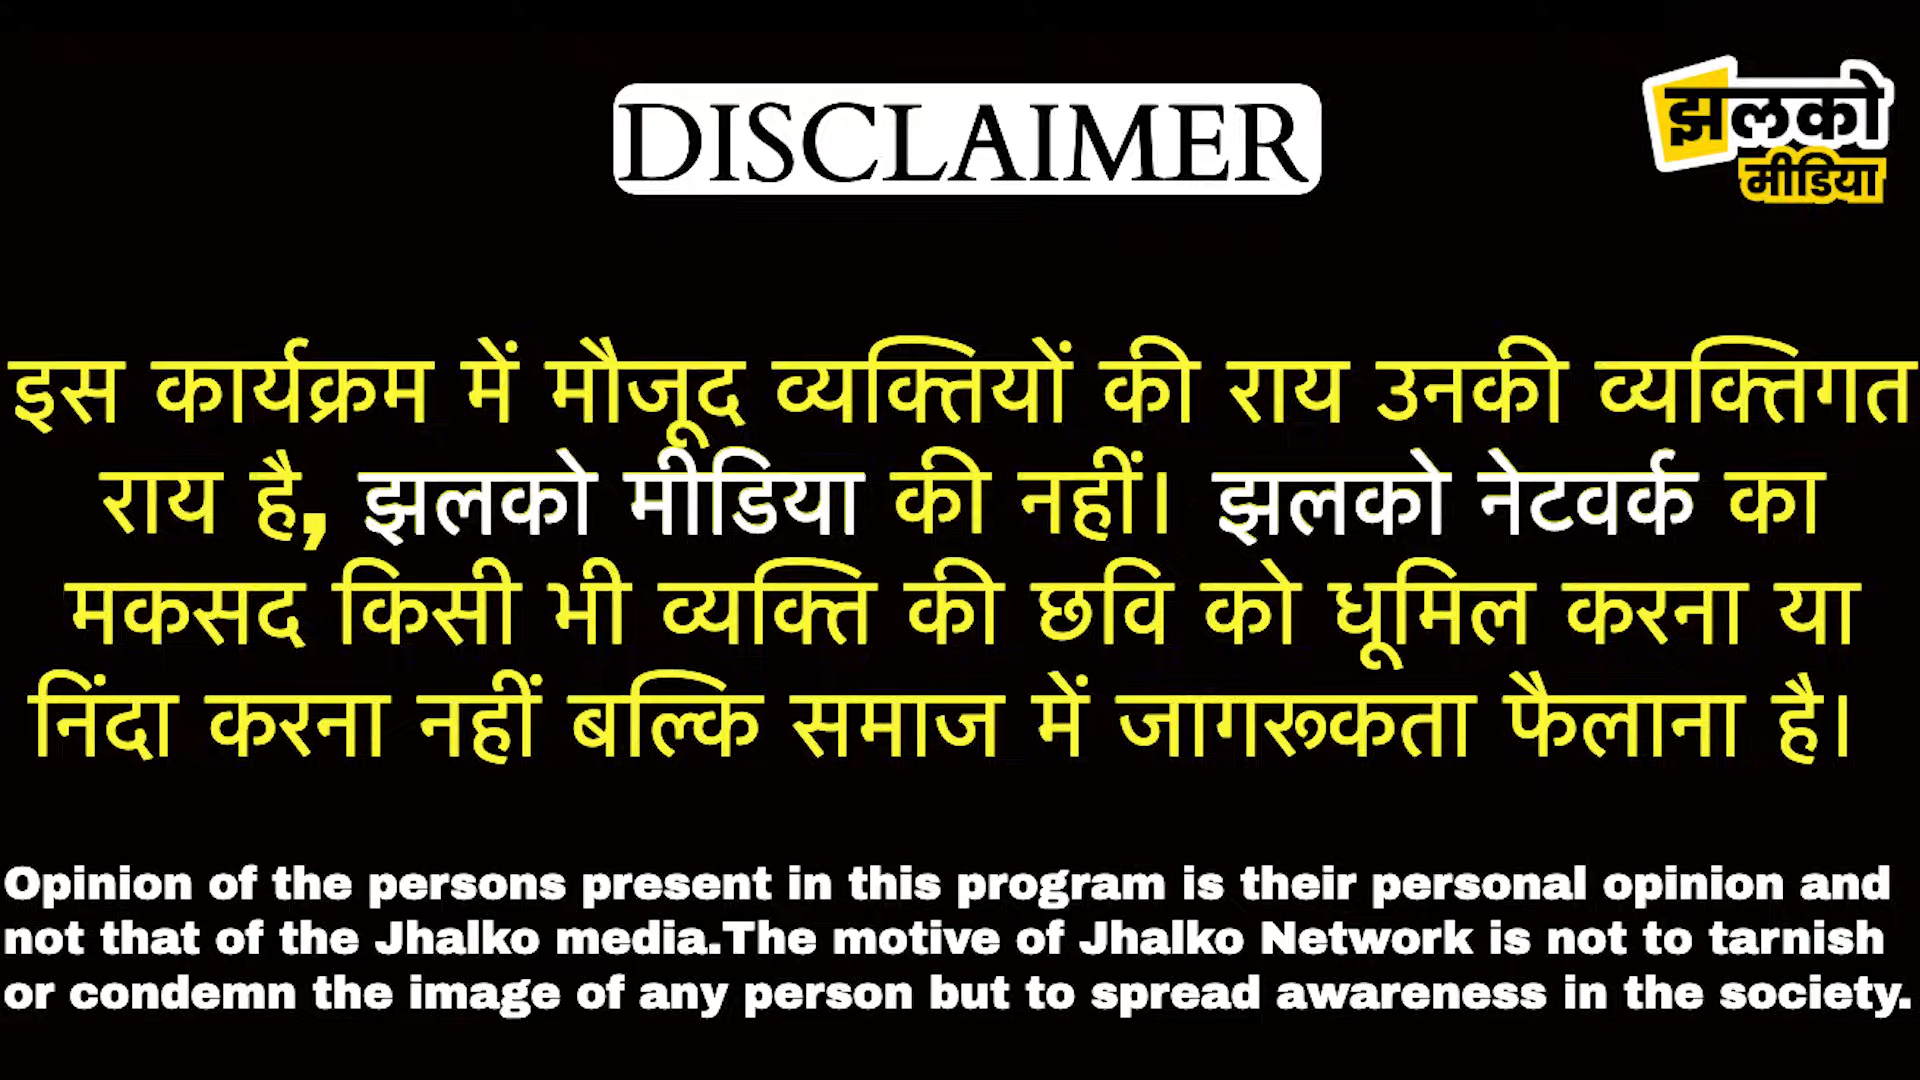 DISCLAIMER
झलको
मीडिया
इस कार्यक्रम में मौजूद व्यक्तियों की राय उनकी व्यक्तिगत
राय है, झलको मीडिया की नहीं। झलको नेटवर्क का
मकसद किसी भी व्यक्ति की छवि को धूमिल करना या
निंदा करना नहीं बल्कि समाज में जागरूकता फैलाना है।
Opinion of the persons present in this program is their personal opinion and
not that of the Jhalko media.The motive of Jhalko Network is not to tarnish
or condemn the image of any person but to spread awareness in the society.